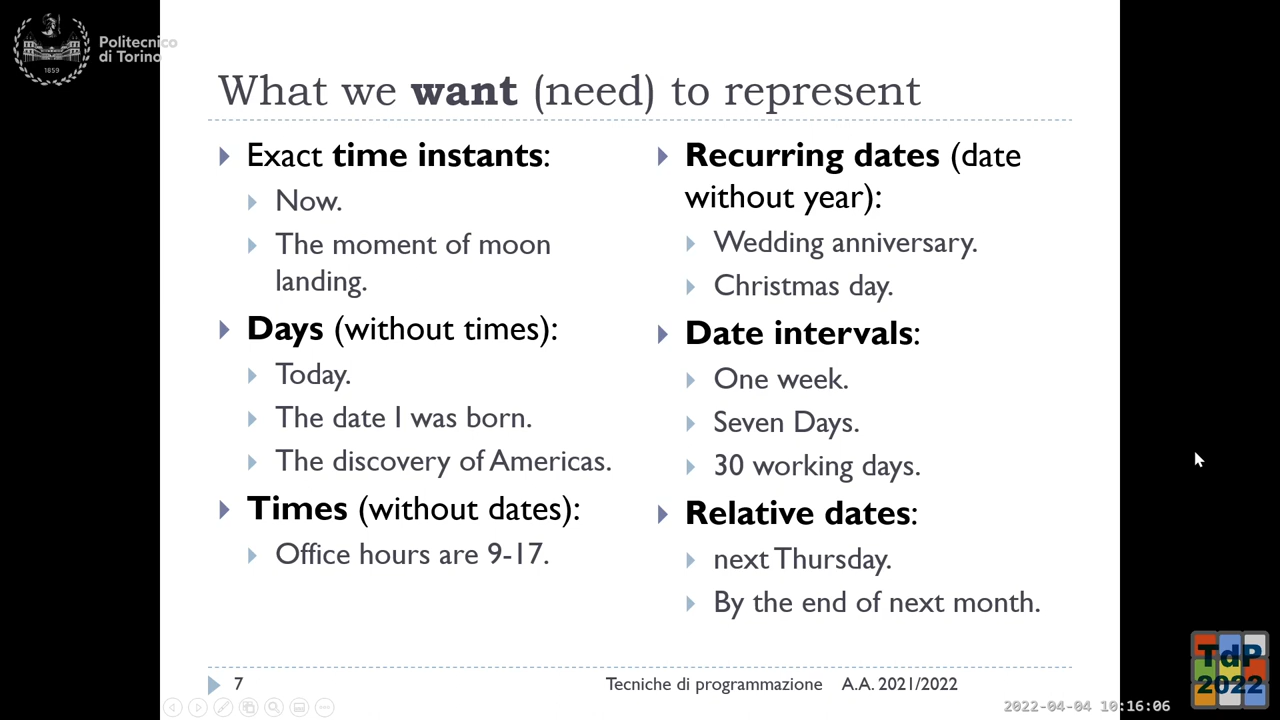 Politecnico
di Torino
1859
What we want (need) to represent
Exact time instants:
Now.
The moment of moon
landing.
Days (without times):
Today.
The date I was born.
The discovery of Americas.
Times (without dates):
Office hours are 9-17.
Recurring dates (date
without year):
Wedding anniversary.
Christmas day.
Date intervals:
One week.
Seven Days.
30 working days.
Relative dates:
next Thursday.
By the end of next month.
7
Tecniche di programmazione A.A. 2021/2022
TdP
2022
2022-04-04 10:16:06